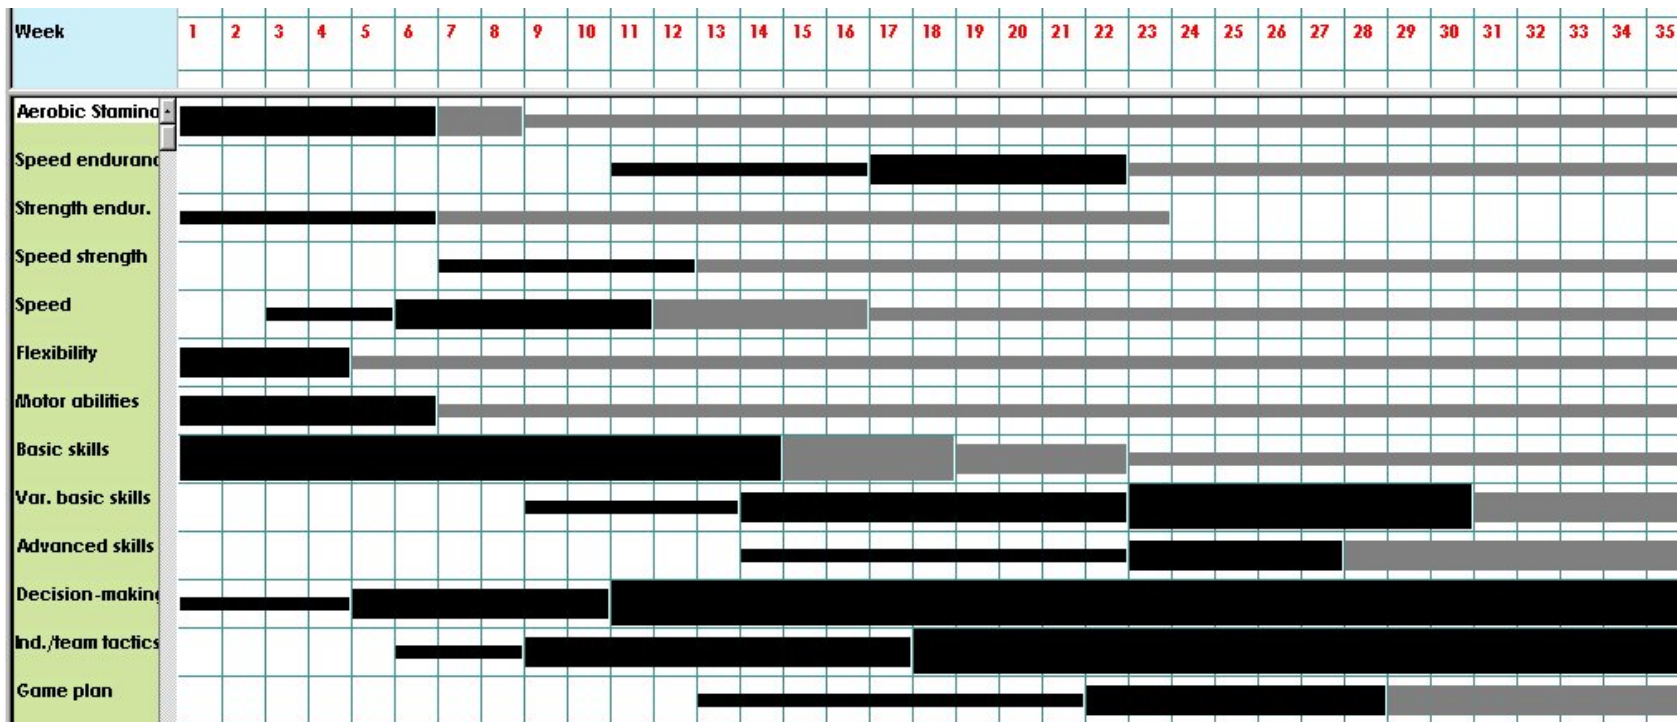 Week 1 2 3 4 5 6 7 8 9 10 11 12 13 14 15 16 17 18 19 20 21 22 23 24 25 26 27 28 29 30 31 32 33 34 35
Aerobic Stamina
Speed enduranc
Strength endur.
Speed strength
Speed
Flexibility
Motor abilities
Basic skills
Var. basic skills
Advanced skills
Decision-making
Ind./team tactics
Game plan